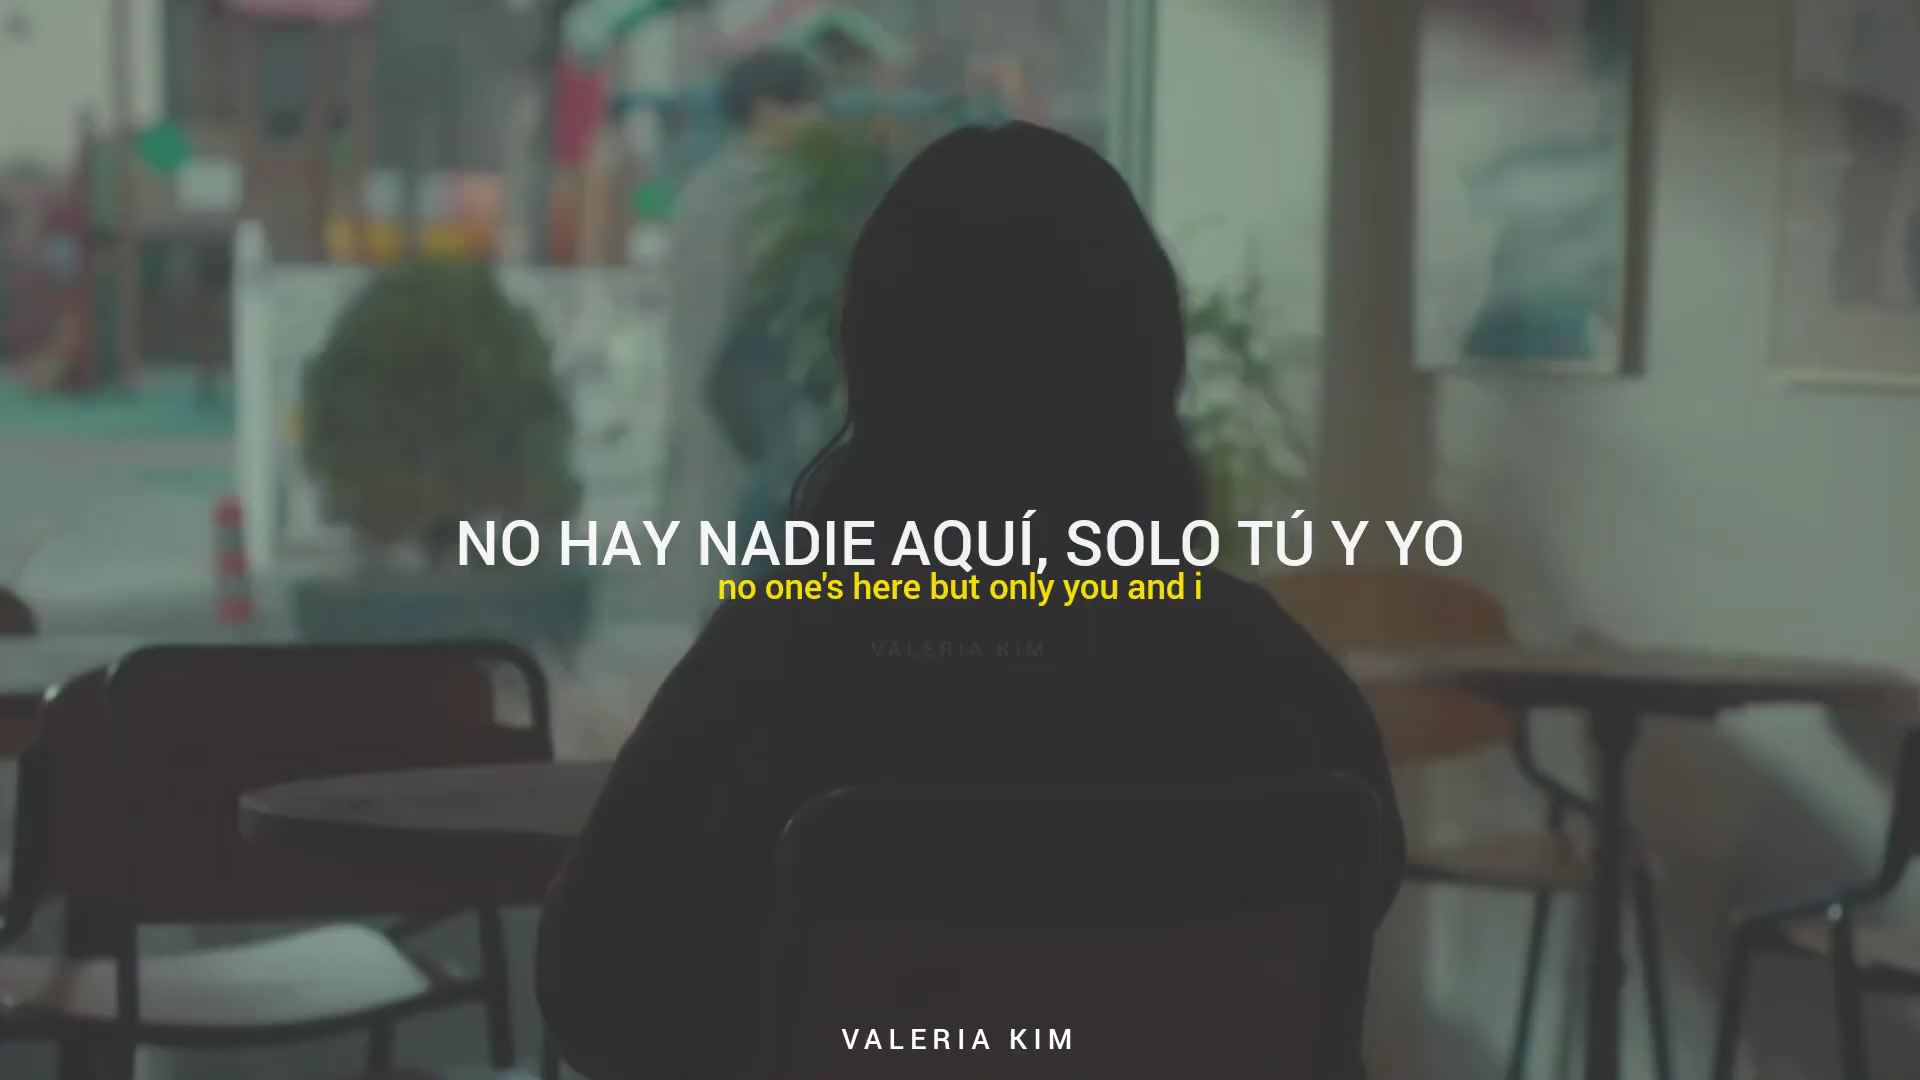 NO HAY NADIE AQUÍ, SOLO TÚ Y YO
no one's here but only you and i
VALERIA KIM
VALERIA KIM